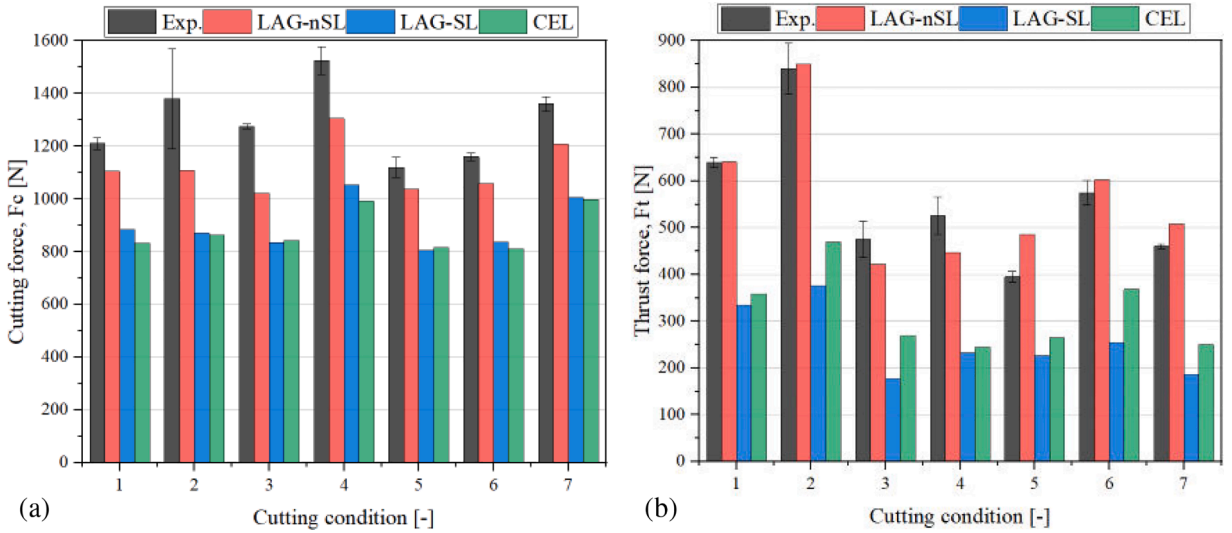 Exp. LAG-nSL LAG-SL CEL
1600
1400
1200
1000
800
600
400
200
0
Cutting force, Fc [N]
1 2 3 4 5 6 7
Cutting condition [-]
(a)
Exp. LAG-nSL LAG-SL CEL
900
800
700
600
500
400
300
200
100
0
Thrust force, Ft [N]
1 2 3 4 5 6 7
Cutting condition [-]
(b)